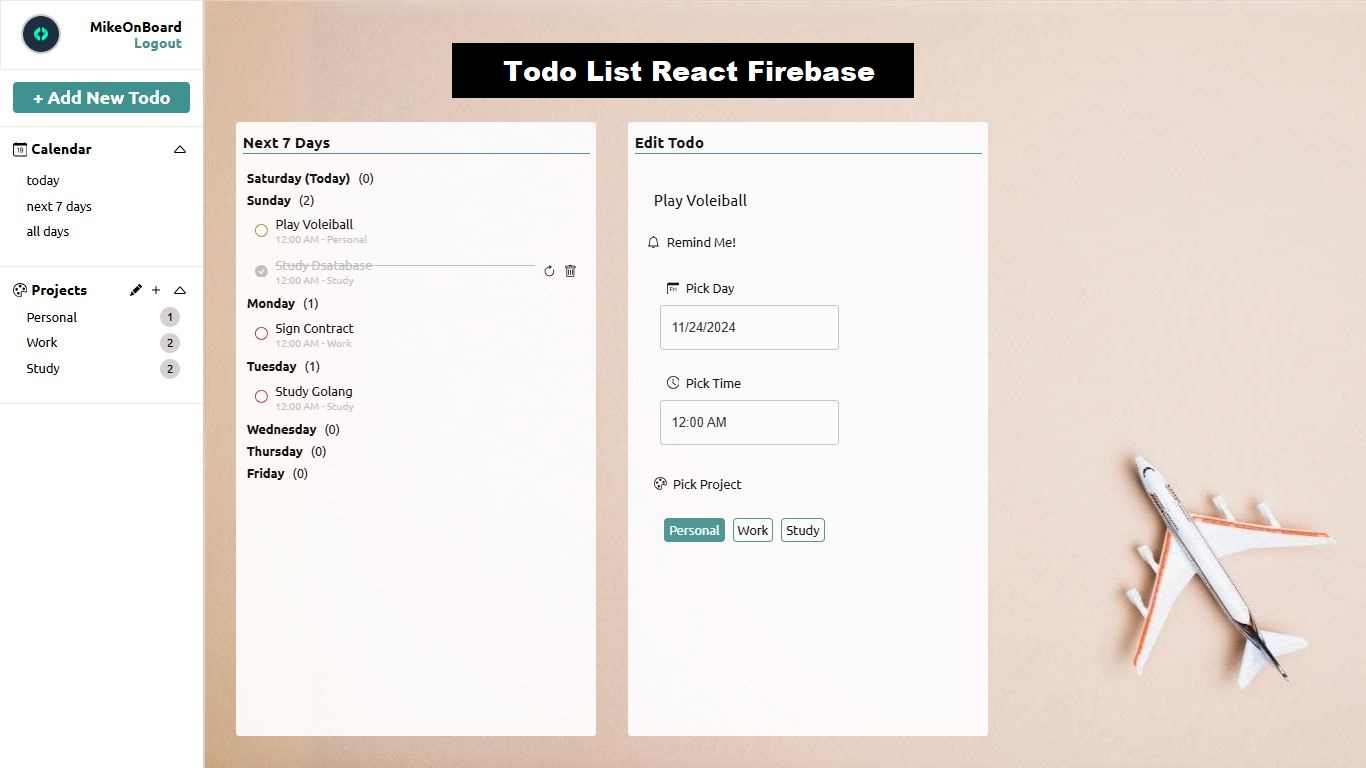 MikeOnBoard
Logout
+ Add New Todo
Calendar
today
next 7 days
all days
Projects
Personal 1
Work 2
Study 2
Todo List React Firebase
Next 7 Days
Saturday (Today) (0)
Sunday (2)
Play Voleiball
12:00 AM - Personal
Study Dsatabase
12:00 AM - Study
Monday (1)
Sign Contract
12:00 AM - Work
Tuesday (1)
Study Golang
12:00 AM - Study
Wednesday (0)
Thursday (0)
Friday (0)
Edit Todo
Play Voleiball
Remind Me!
Pick Day
11/24/2024
Pick Time
12:00 AM
Pick Project
Personal Work Study